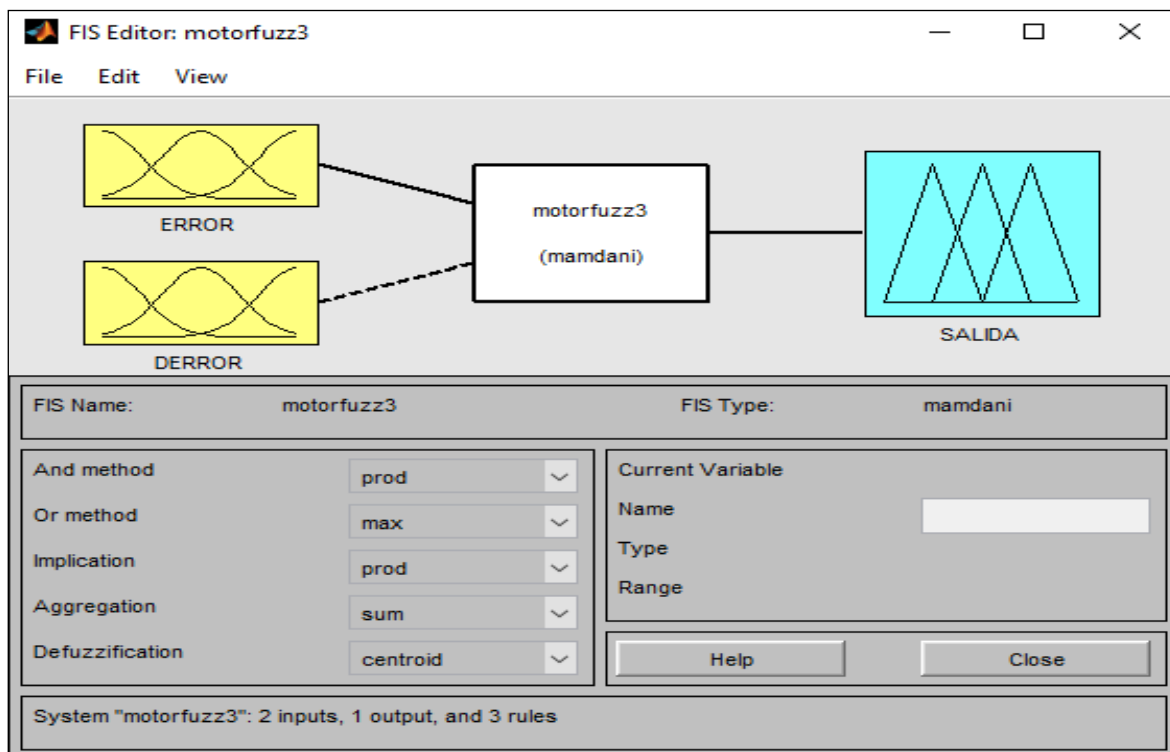 FIS Editor: motorfuzz3
File Edit View
ERROR
motorfuzz3
(mamdani)
DERROR
SALIDA
FIS Name: motorfuzz3 FIS Type: mamdani
And method prod
Or method max
Implication prod
Aggregation sum
Defuzzification centroid
Current Variable
Name
Type
Range
Help Close
System "motorfuzz3": 2 inputs, 1 output, and 3 rules